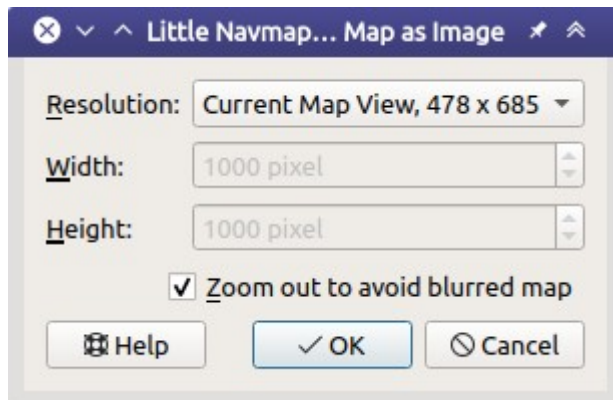 Little Navmap... Map as Image
Resolution: Current Map View, 478 x 685
Width: 1000 pixel
Height: 1000 pixel
Zoom out to avoid blurred map
Help OK Cancel